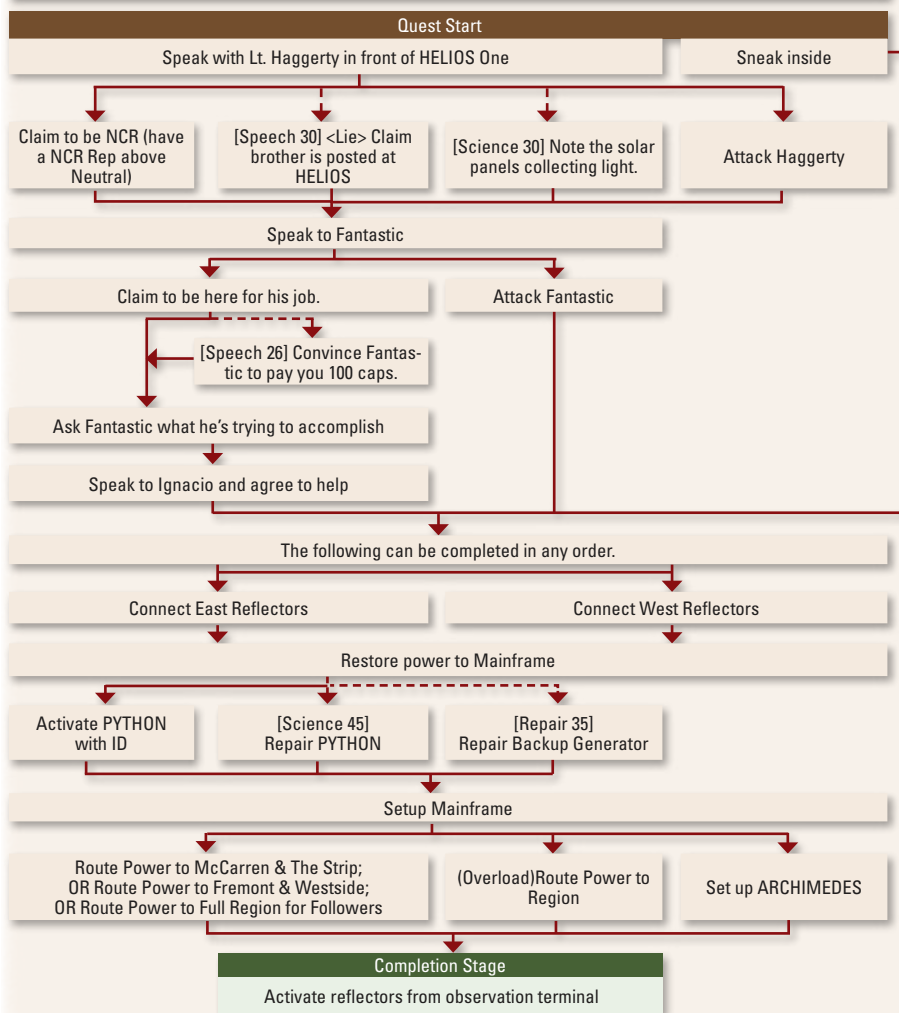 Quest Start
Speak with Lt. Haggerty in front of HELIOS One
Sneak inside
Claim to be NCR (have
a NCR Rep above
Neutral)
[Speech 30] <Lie> Claim
brother is posted at
HELIOS
[Science 30] Note the solar
panels collecting light.
Attack Haggerty
Speak to Fantastic
Claim to be here for his job.
Attack Fantastic
[Speech 26] Convince Fantas-
tic to pay you 100 caps.
Ask Fantastic what he's trying to accomplish
Speak to Ignacio and agree to help
The following can be completed in any order.
Connect East Reflectors
Connect West Reflectors
Restore power to Mainframe
Activate PYTHON
with ID
[Science 45]
Repair PYTHON
[Repair 35]
Repair Backup Generator
Setup Mainframe
Route Power to McCarren & The Strip;
OR Route Power to Fremont & Westside;
OR Route Power to Full Region for Followers
(Overload)Route Power to
Region
Set up ARCHIMEDES
Completion Stage
Activate reflectors from observation terminal